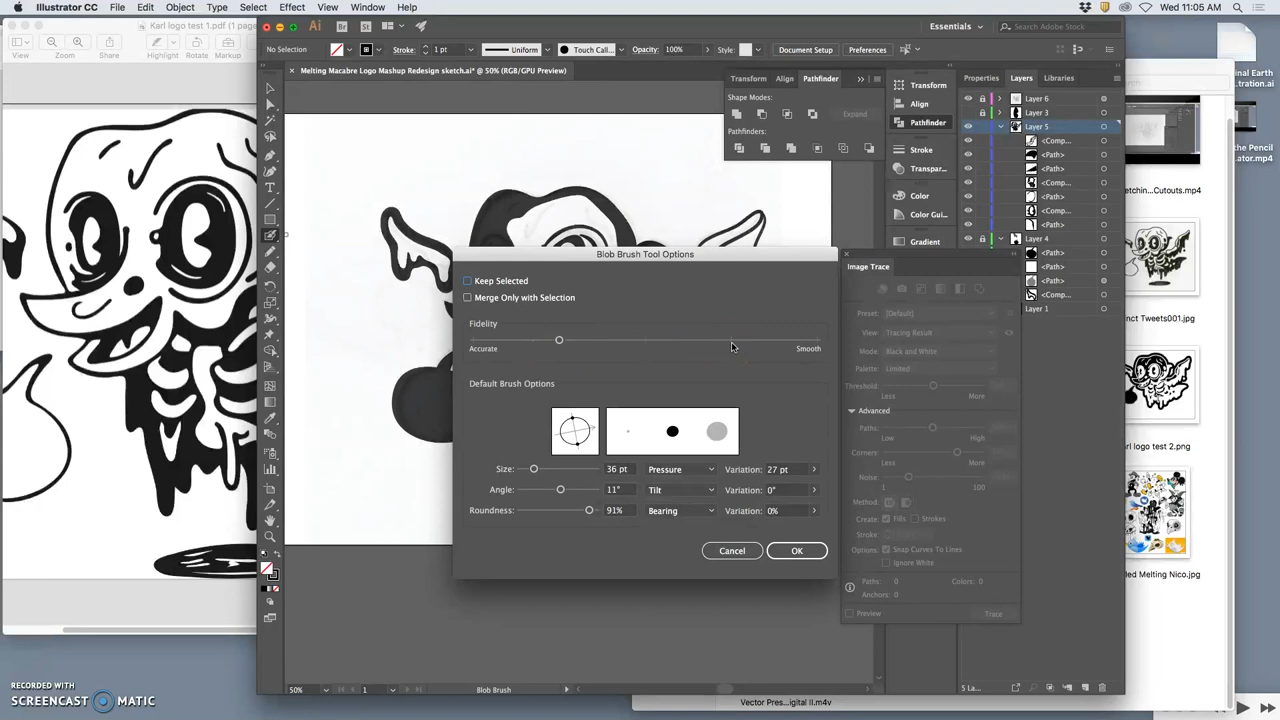 Illustrator CC File Edit Object Type Select Effect View Window Help
Wed 11:05 AM
Karl logo test 1.pdf
View Zoom Share Highlight Rotate Markup
Ai Br St
Essentials
Search Adobe Stock
No Selection Stroke: 1 pt Uniform Touch Call... Opacity: 100% Style: Document Setup Preferences
Melting Macabre Logo Mashup Redesign sketch.ai* @ 50% (RGB/GPU Preview)
Transform Align Pathfinder
Shape Modes:
Expand
Pathfinders:
Transform
Align
Pathfinder
Stroke
Transpar...
Color
Color Gui...
Gradient
Properties Layers Libraries
Layer 6
Layer 3
Layer 5
<Comp...
<Path>
<Path>
<Comp...
<Path>
<Comp...
<Path>
Layer 4
<Path>
<Path>
<Path>
<Comp...
Layer 1
Blob Brush Tool Options
Keep Selected
Merge Only with Selection
Fidelity
Accurate Smooth
Default Brush Options
Size: 36 pt Pressure Variation: 27 pt
Angle: 11° Tilt Variation: 0°
Roundness: 91% Bearing Variation: 0%
Cancel OK
Image Trace
Preset: [Default]
View: Tracing Result
Mode: Black and White
Palette: Limited
Threshold:
Less More
Advanced
Paths:
Low High
Corners:
Less More
Noise:
1 100
Method:
Create: Fills Strokes
Stroke:
Options: Snap Curves To Lines
Ignore White
Paths: 0 Colors: 0
Anchors: 0
Preview Trace
50% 1 Blob Brush
5 La...
Search
inal Earth
tration.ai
the Pencil
ator.mp4
etchin...Cutouts.mp4
nct Tweets001.jpg
arl logo test 2.png
led Melting Nico.jpg
Vector Pres...igital II.m4v
RECORDED WITH
SCREENCAST MATIC